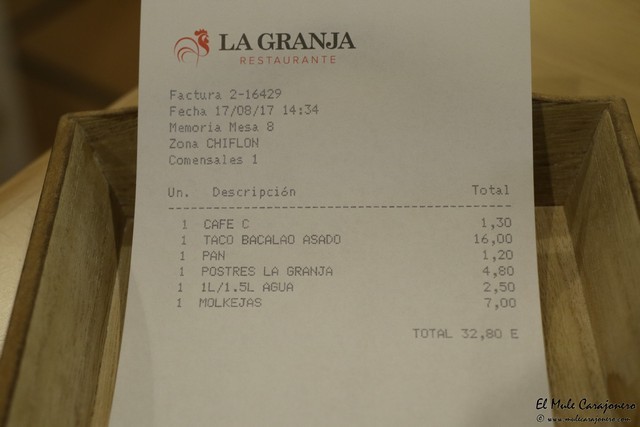 LA GRANJA
RESTAURANTE
Factura 2-16429
Fecha 17/08/17 14:34
Memoria Mesa 8
Zona CHIFLON
Comensales 1
Un. Descripción Total
1 CAFE C 1,30
1 TACO BACALAO ASADO 16,00
1 PAN 1,20
1 POSTRES LA GRANJA 4,80
1 1L/1.5L AGUA 2,50
1 MOLKEJAS 7,00
TOTAL 32,80 E
El Mule Carajonero
© www.mulecarajonero.com